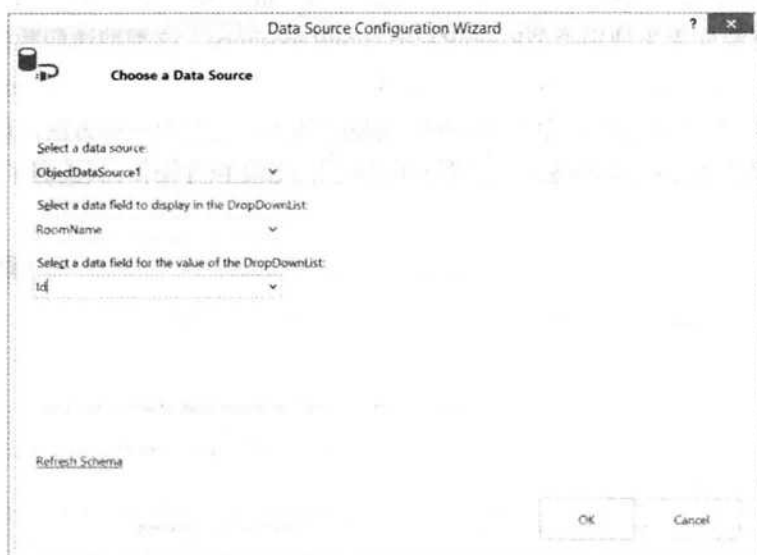 Data Source Configuration Wizard
? ×
Choose a Data Source
Select a data source:
ObjectDataSource1
Select a data field to display in the DropDownList:
RoomName
Select a data field for the value of the DropDownList:
Id
Refresh Schema
OK
Cancel